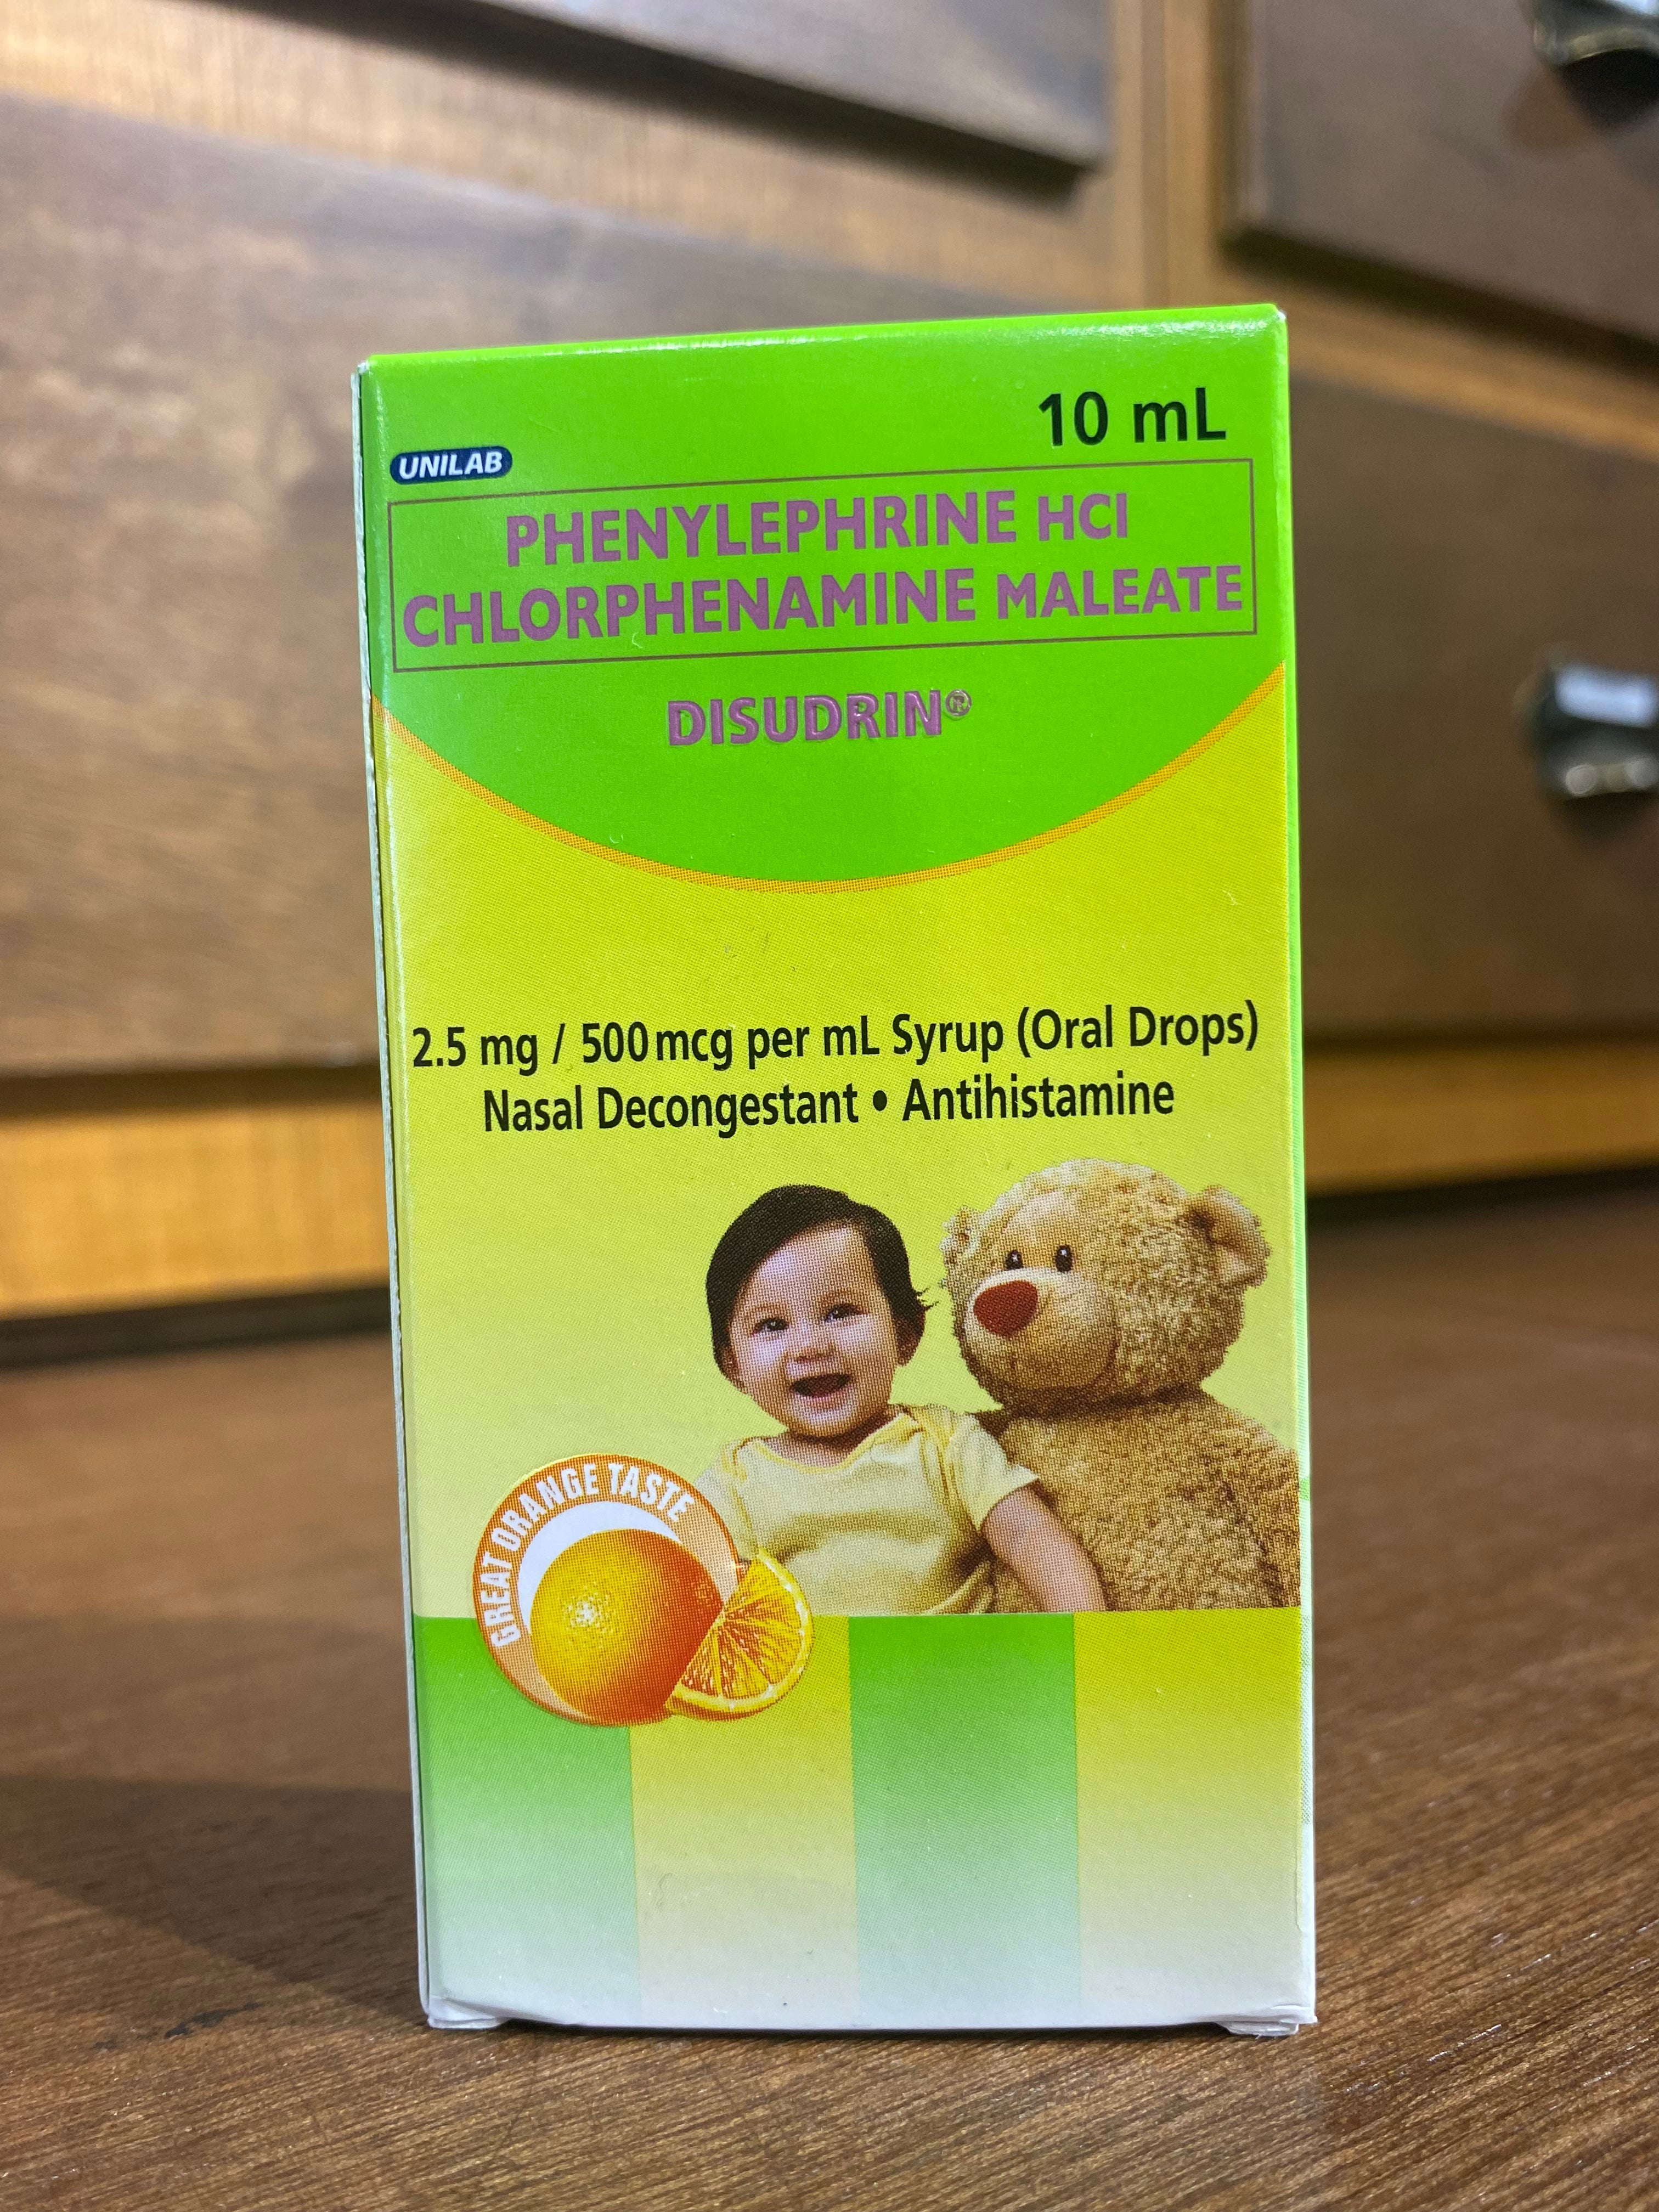 10 mL
UNILAB
PHENYLEPHRINE HCl
CHLORPHENAMINE MALEATE
DISUDRIN®
2.5 mg / 500 mcg per mL Syrup (Oral Drops)
Nasal Decongestant • Antihistamine
GREAT ORANGE TASTE